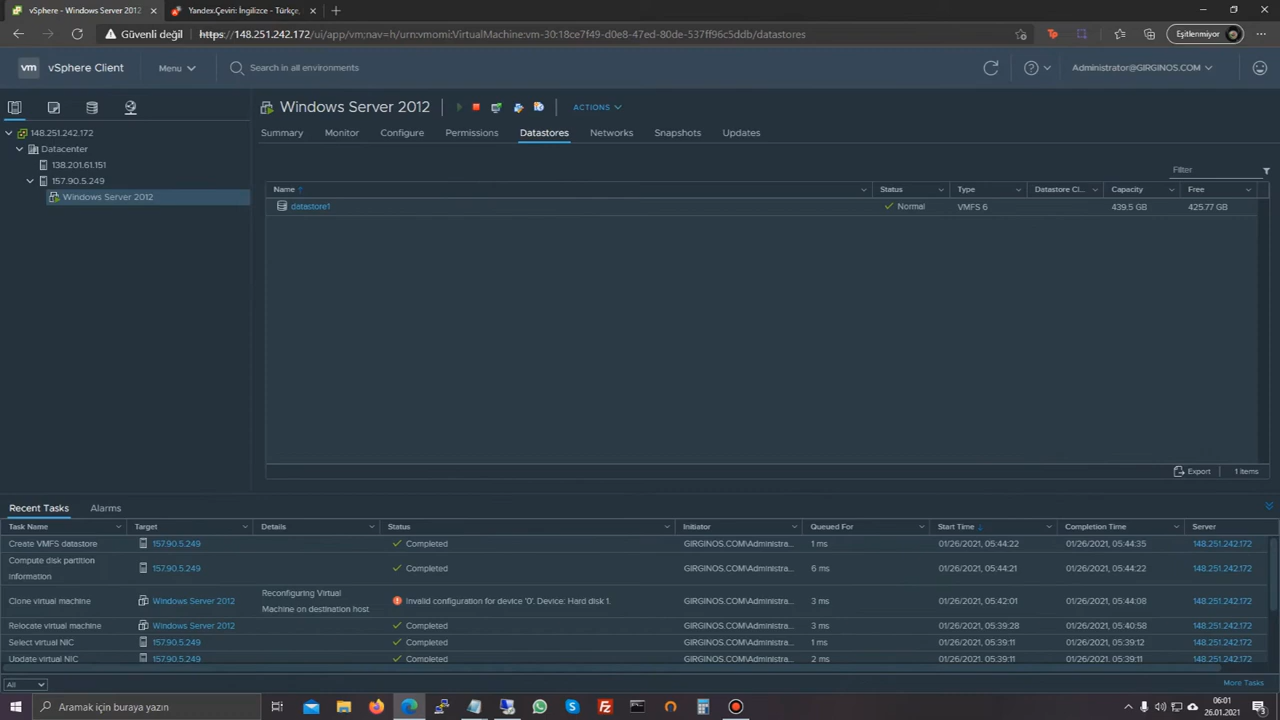 vSphere - Windows Server 2012
Yandex.Çeviri: İngilizce - Türkçe,
Güvenli değil
https://148.251.242.172/ui/app/vm;nav=h/urn:vmomi:VirtualMachine:vm-30:18ce7f49-d0e8-47ed-80de-537ff96c5ddb/datastores
Eşitlenmiyor
vm vSphere Client
Menu
Search in all environments
Administrator@GIRGINOS.COM
148.251.242.172
Datacenter
138.201.61.151
157.90.5.249
Windows Server 2012
Windows Server 2012
ACTIONS
Summary Monitor Configure Permissions Datastores Networks Snapshots Updates
Filter
Name Status Type Datastore Cl... Capacity Free
datastore1 Normal VMFS 6 439.5 GB 425.77 GB
Export 1 items
Recent Tasks Alarms
Task Name Target Details Status Initiator Queued For Start Time Completion Time Server
Create VMFS datastore 157.90.5.249 Completed GIRGINOS.COM\Administra... 1 ms 01/26/2021, 05:44:22 01/26/2021, 05:44:35 148.251.242.172
Compute disk partition
information 157.90.5.249 Completed GIRGINOS.COM\Administra... 6 ms 01/26/2021, 05:44:21 01/26/2021, 05:44:22 148.251.242.172
Reconfiguring Virtual
Clone virtual machine Windows Server 2012 Machine on destination host Invalid configuration for device '0'. Device: Hard disk 1. GIRGINOS.COM\Administra... 3 ms 01/26/2021, 05:42:01 01/26/2021, 05:44:08 148.251.242.172
Relocate virtual machine Windows Server 2012 Completed GIRGINOS.COM\Administra... 3 ms 01/26/2021, 05:39:28 01/26/2021, 05:40:58 148.251.242.172
Select virtual NIC 157.90.5.249 Completed GIRGINOS.COM\Administra... 1 ms 01/26/2021, 05:39:11 01/26/2021, 05:39:12 148.251.242.172
Update virtual NIC 157.90.5.249 Completed GIRGINOS.COM\Administra... 2 ms 01/26/2021, 05:39:11 01/26/2021, 05:39:11 148.251.242.172
All
More Tasks
Aramak için buraya yazın
06:01
26.01.2021